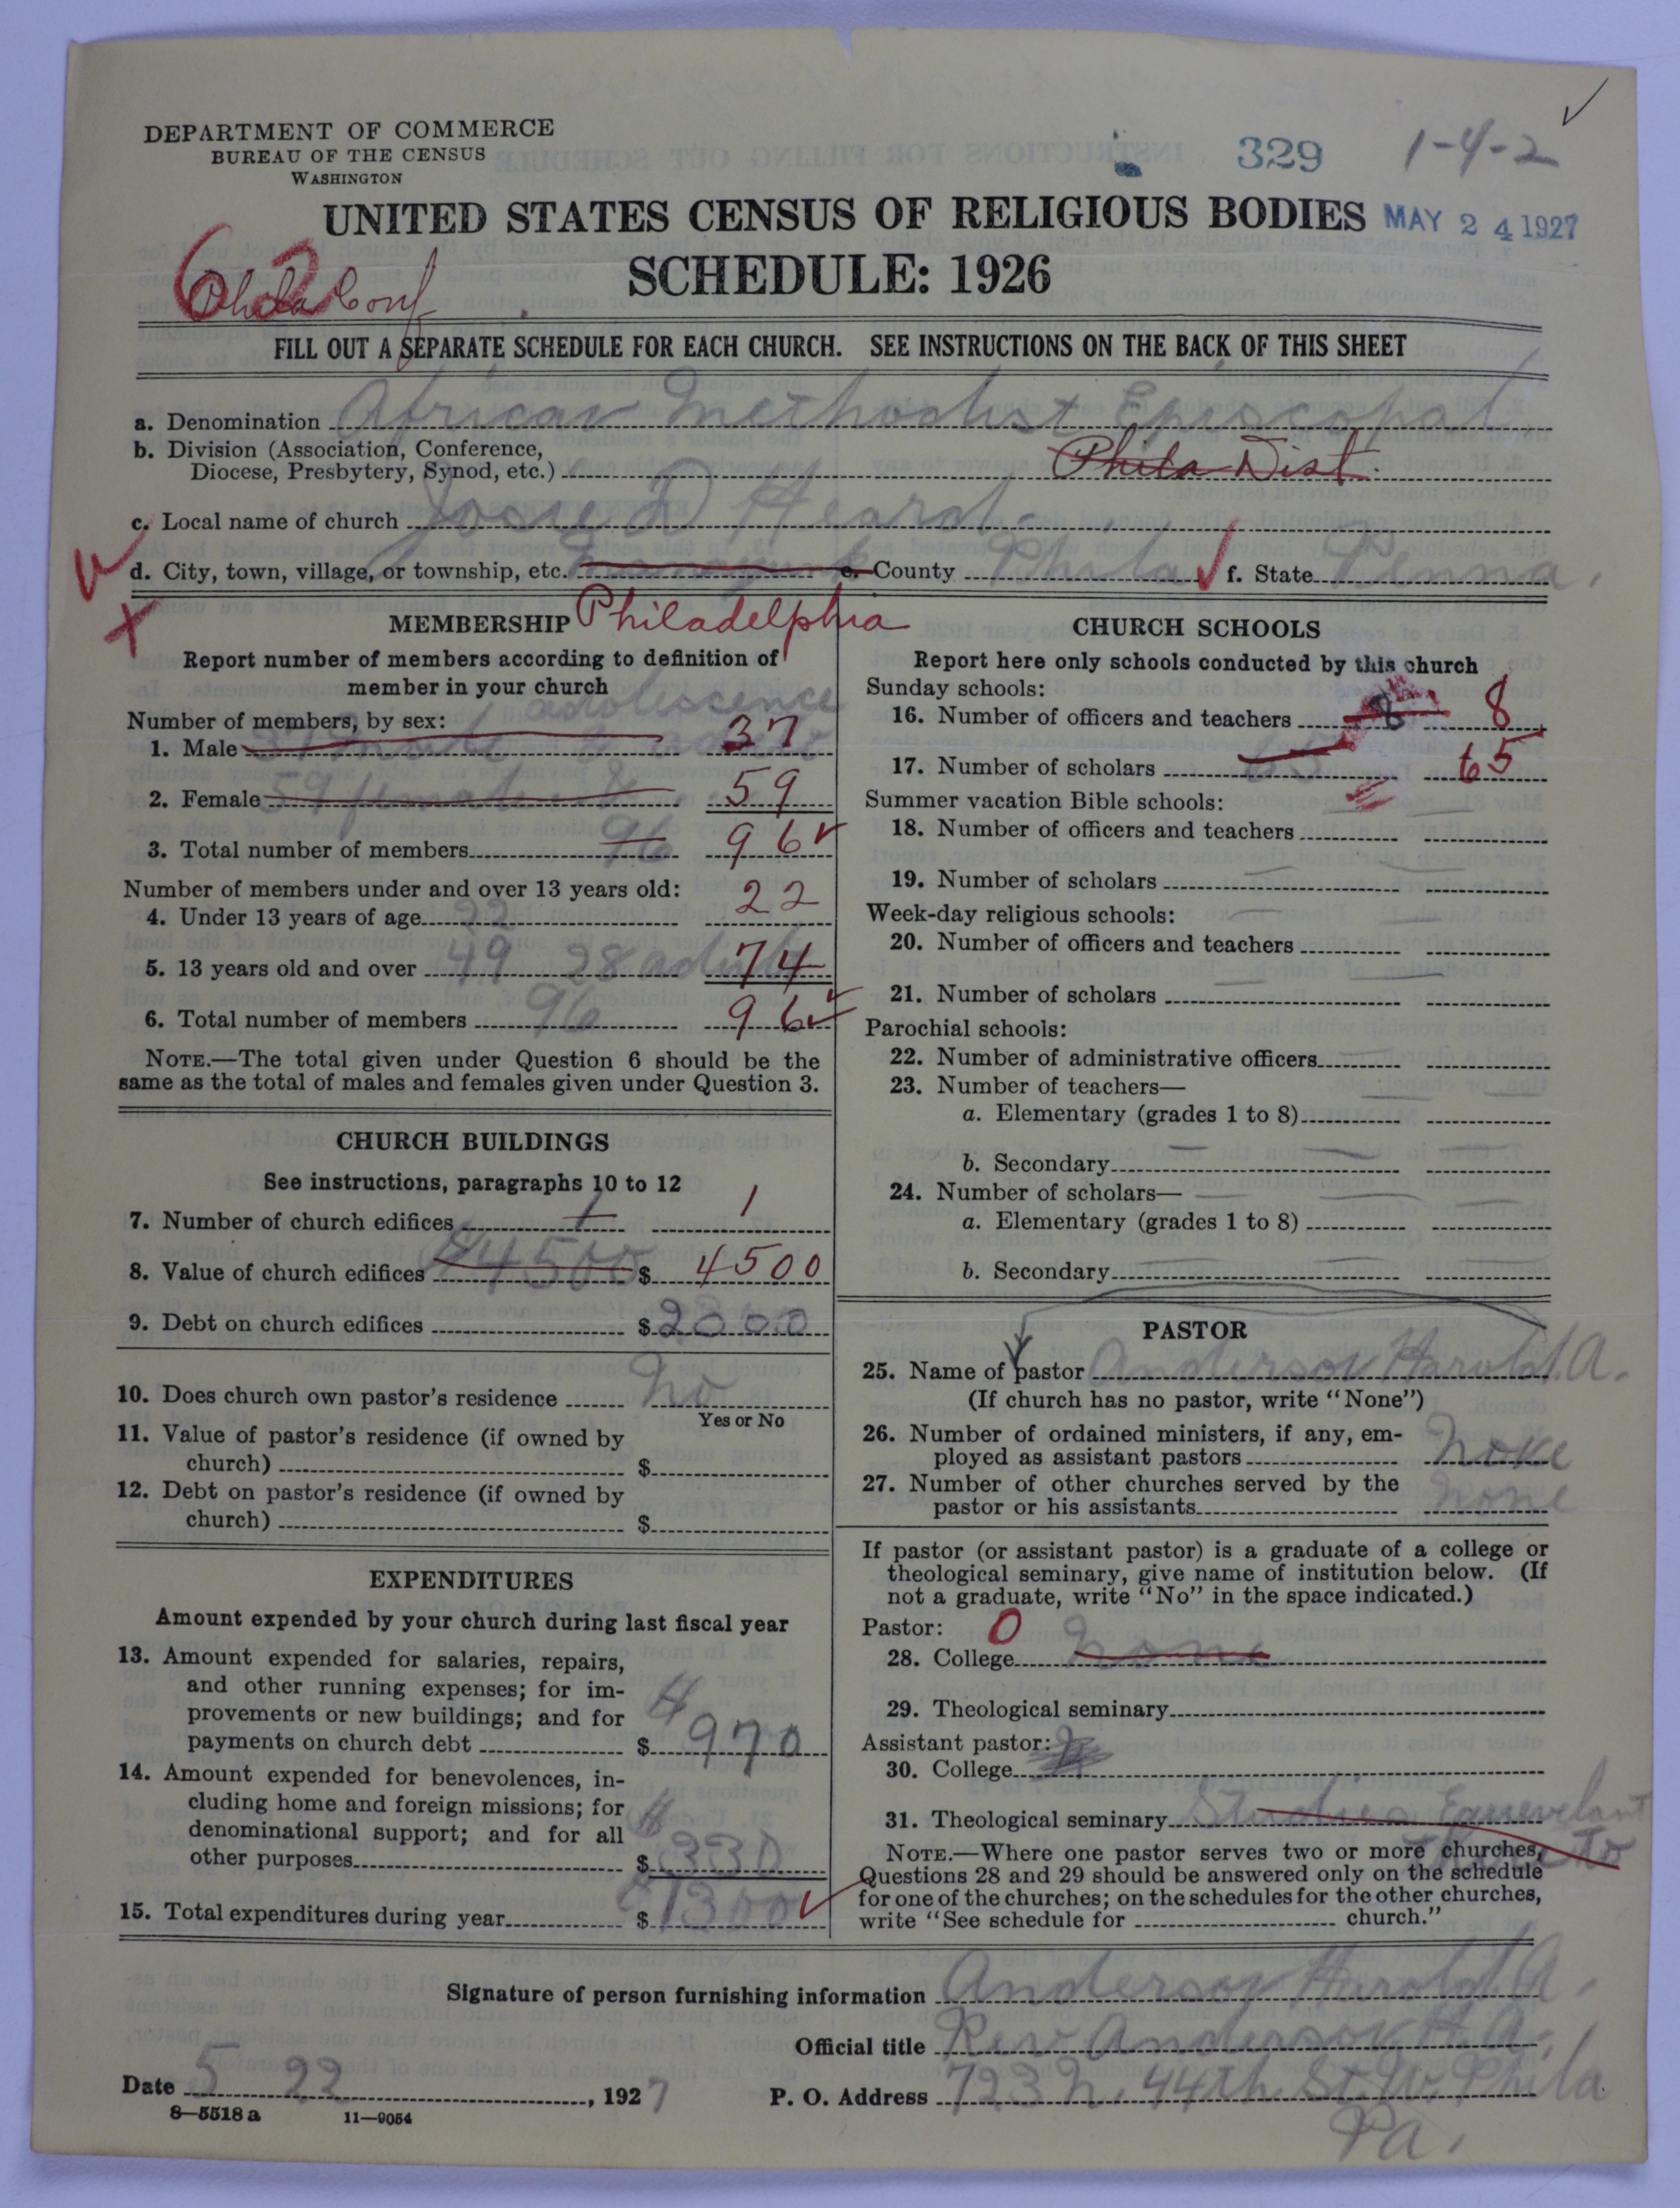 DEPARTMENT OF COMMERCE
BUREAU OF THE CENSUS
WASHINGTON
329
1-4-2
UNITED STATES CENSUS OF RELIGIOUS BODIES
MAY 24 1927
SCHEDULE: 1926
62
Phila Conf
FILL OUT A SEPARATE SCHEDULE FOR EACH CHURCH. SEE INSTRUCTIONS ON THE BACK OF THIS SHEET
a. Denomination African Methodist Episcopal
b. Division (Association, Conference,
Diocese, Presbytery, Synod, etc.) Phila Dist.
c. Local name of church Josie D Heard
d. City, town, village, or township, etc. e. County Phila f. State Penna.
Philadelphia
MEMBERSHIP
Report number of members according to definition of
member in your church
adolescence
Number of members, by sex:
1. Male 37
2. Female 59 female 59
3. Total number of members 96 96
Number of members under and over 13 years old:
4. Under 13 years of age 22 22
5. 13 years old and over 49 28 adult 74
6. Total number of members 96 96
NOTE.—The total given under Question 6 should be the
same as the total of males and females given under Question 3.
CHURCH BUILDINGS
See instructions, paragraphs 10 to 12
7. Number of church edifices 1 1
8. Value of church edifices $4500 $ 4500
9. Debt on church edifices $ 2000
10. Does church own pastor's residence No
Yes or No
11. Value of pastor's residence (if owned by
church) $
12. Debt on pastor's residence (if owned by
church) $
EXPENDITURES
Amount expended by your church during last fiscal year
13. Amount expended for salaries, repairs,
and other running expenses; for im-
provements or new buildings; and for
payments on church debt $ 970
14. Amount expended for benevolences, in-
cluding home and foreign missions; for
denominational support; and for all
other purposes $ 330
15. Total expenditures during year $ 1300
CHURCH SCHOOLS
Report here only schools conducted by this church
Sunday schools:
16. Number of officers and teachers 8 8
17. Number of scholars 65 65
Summer vacation Bible schools:
18. Number of officers and teachers
19. Number of scholars
Week-day religious schools:
20. Number of officers and teachers
21. Number of scholars
Parochial schools:
22. Number of administrative officers
23. Number of teachers—
a. Elementary (grades 1 to 8)
b. Secondary
24. Number of scholars—
a. Elementary (grades 1 to 8)
b. Secondary
PASTOR
25. Name of pastor Anderson Harold A.
(If church has no pastor, write "None")
26. Number of ordained ministers, if any, em-
ployed as assistant pastors None
27. Number of other churches served by the
pastor or his assistants None
If pastor (or assistant pastor) is a graduate of a college or
theological seminary, give name of institution below. (If
not a graduate, write "No" in the space indicated.)
Pastor: 0
28. College None
29. Theological seminary
Assistant pastor:
30. College
31. Theological seminary Studies
NOTE.—Where one pastor serves two or more churches,
Questions 28 and 29 should be answered only on the schedule
for one of the churches; on the schedules for the other churches,
write "See schedule for church."
Signature of person furnishing information Anderson Harold A.
Official title Rev Anderson H. A.
Date 5 22, 1927
P. O. Address 723 N. 44th St. W. Phila
Pa.
8-5518 a
11-9054